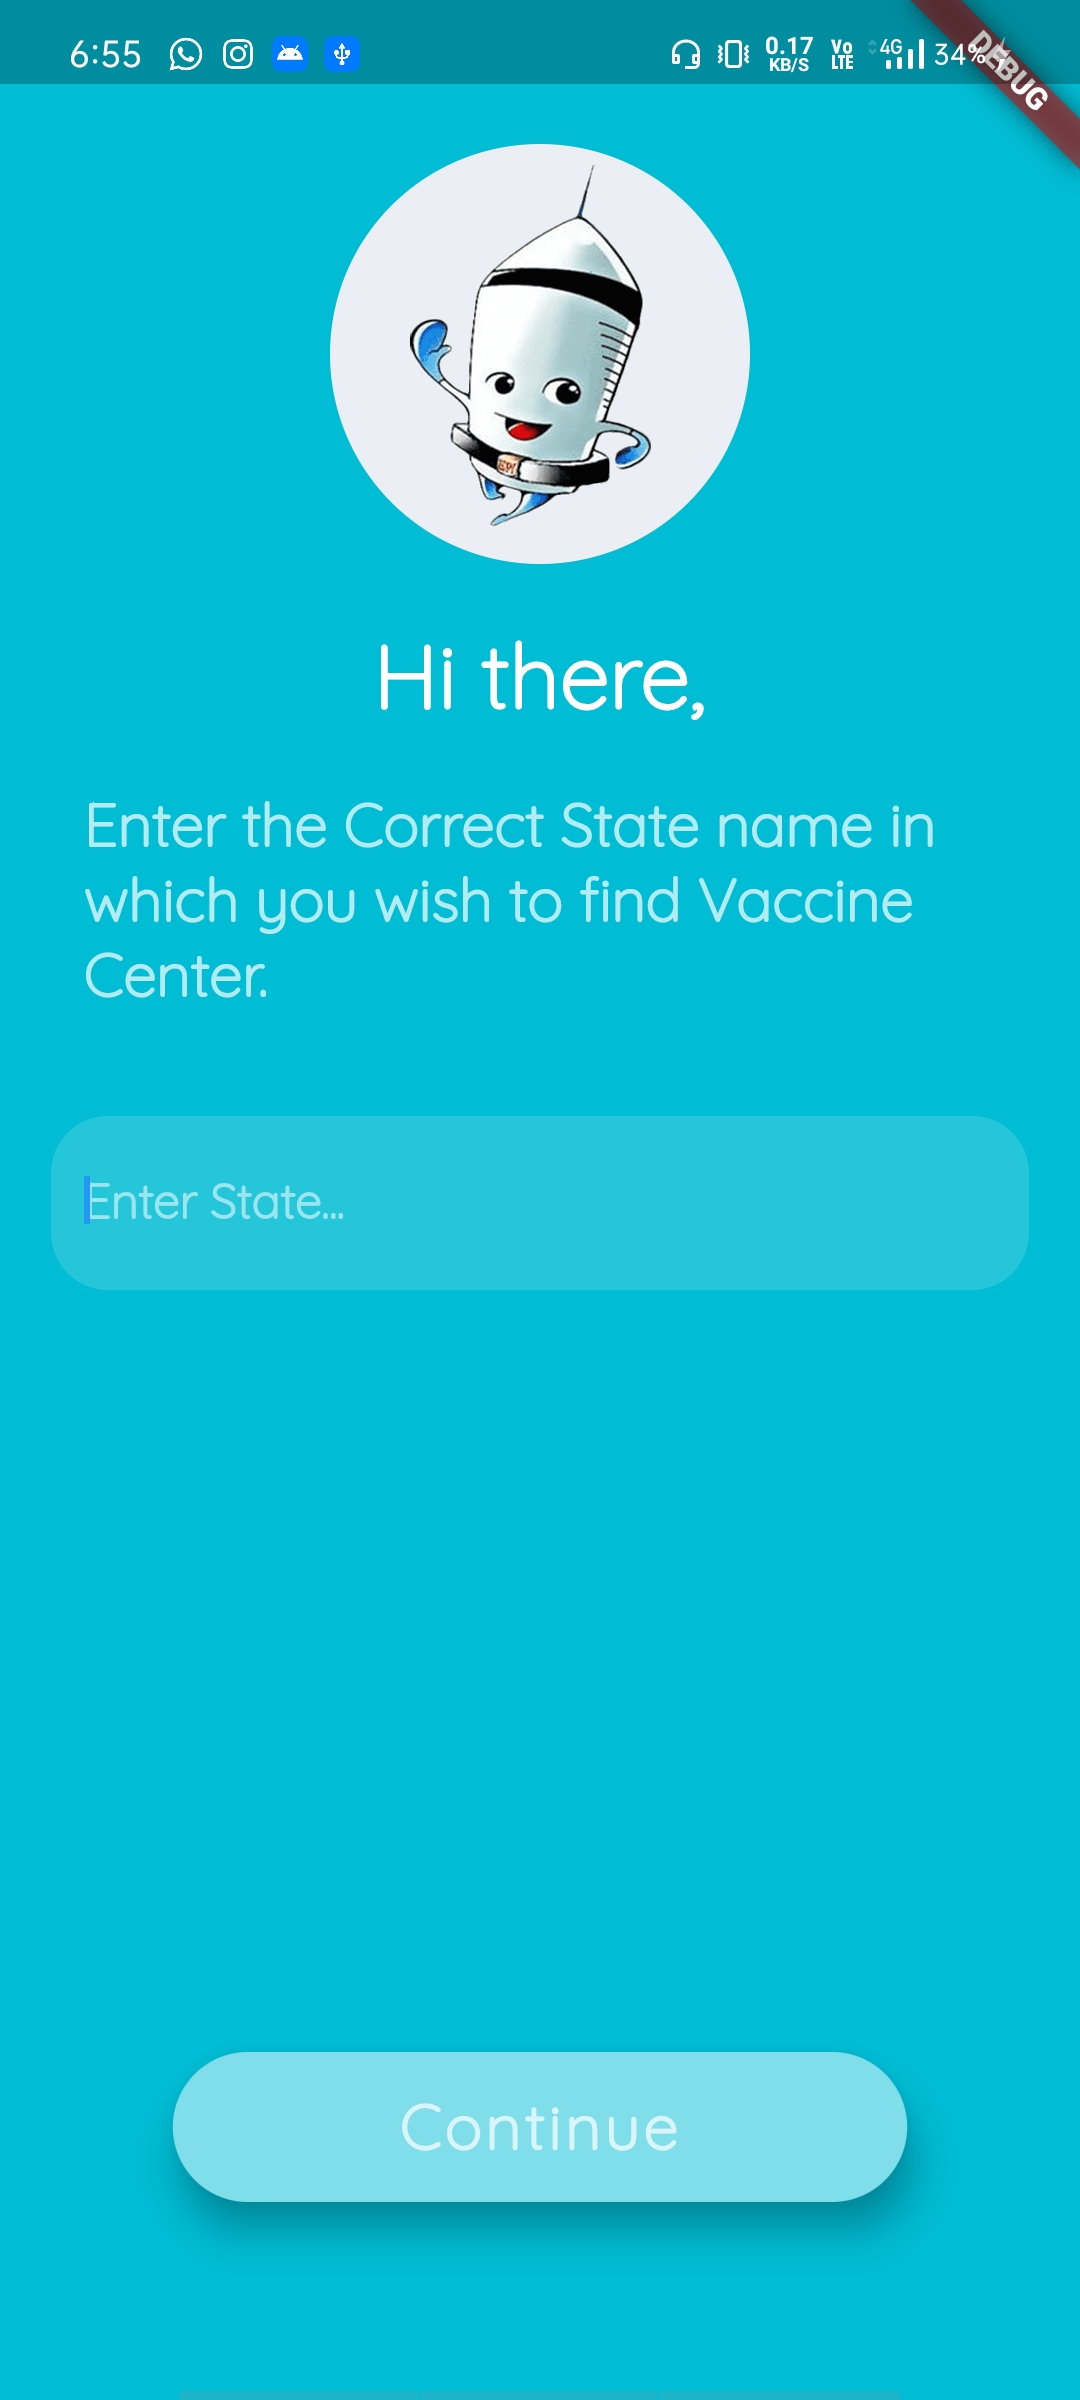 6:55
0.17
KB/S
Vo
LTE
4G
34%
DEBUG
EPI
Hi there,
Enter the Correct State name in
which you wish to find Vaccine
Center.
Enter State...
Continue